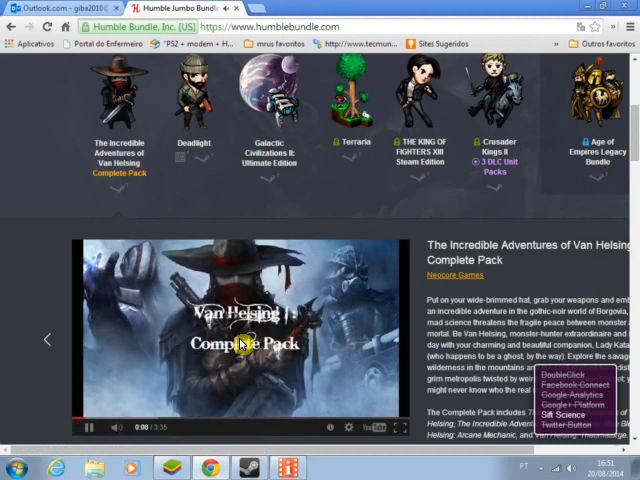 Outlook.com - giba2010@
Humble Jumbo Bundl
Humble Bundle, Inc. [US] https://www.humblebundle.com
Aplicativos
Portal do Enfermeiro
"PS2 + modem + H...
mrus favoritos
http://www.tecmun...
Sites Sugeridos
»
Outros favoritos
The Incredible
Adventures of
Van Helsing
Complete Pack
Deadlight
Galactic
Civilizations II:
Ultimate Edition
Terraria
THE KING OF
FIGHTERS XIII
Steam Edition
Crusader
Kings II
3 DLC Unit
Packs
Age of
Empires Legacy
Bundle
Van Helsing I :
Complete Pack
0:08 / 3:35
YouTube
The Incredible Adventures of Van Helsing
Complete Pack
Neocore Games
Put on your wide-brimmed hat, grab your weapons and emb
an incredible adventure in the gothic-noir world of Borgovia,
mad science threatens the fragile peace between monster
mortal. Be Van Helsing, monster-hunter extraordinaire and s
day with your charming and beautiful companion, Lady Kata
(who happens to be a ghost, by the way). Explore the savage
wilderness in the mountains an
grim metropolis twisted by weir
might never know who the real
The Complete Pack includes
Helsing, The Incredible Advent
Helsing: Arcane Mechanic, and Van Helsing: Thaumaturge.
DoubleClick
Facebook Connect
Google Analytics
Google+ Platform
Sift Science
Twitter Button
PT
16:51
20/08/2014